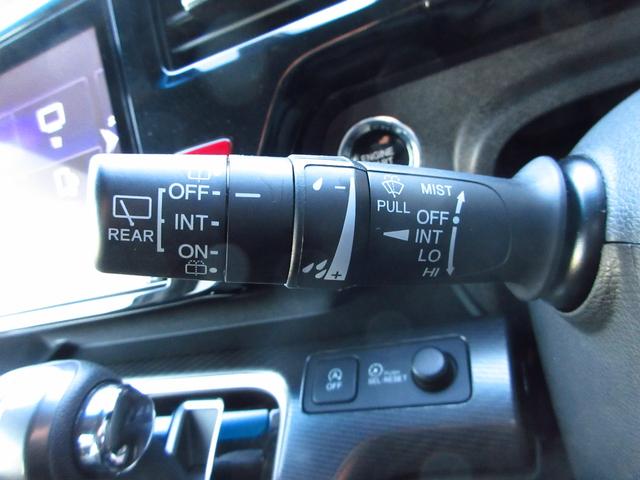 REAR
OFF
INT
ON
-
+
PULL
MIST
OFF
INT
LO
HI
ENGINE
OFF
SEL·RESET